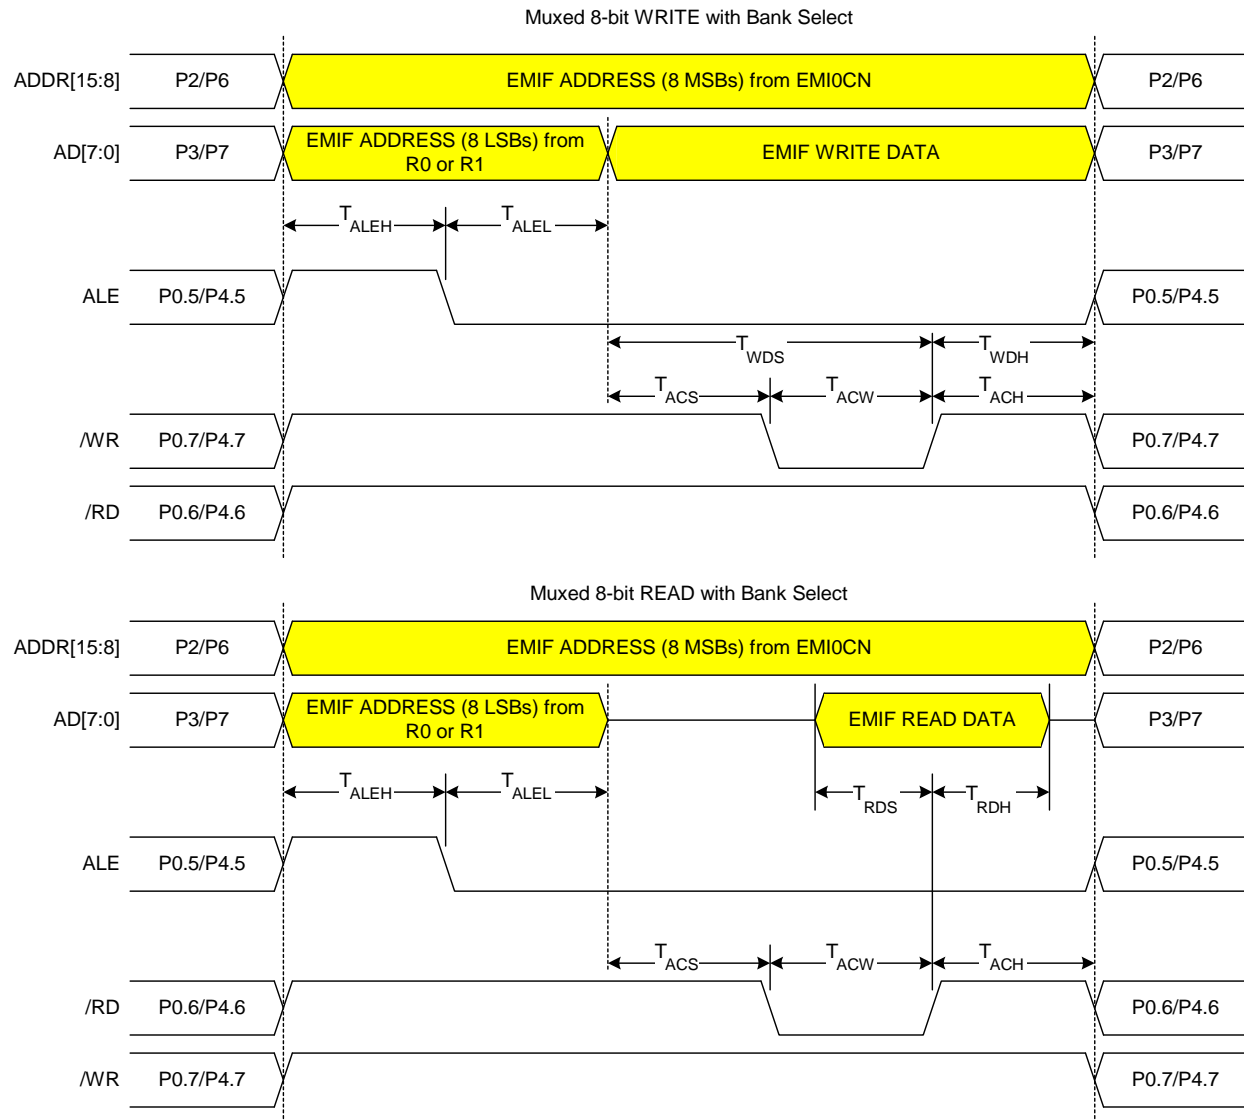 Muxed 8-bit WRITE with Bank Select
ADDR[15:8] P2/P6 EMIF ADDRESS (8 MSBs) from EMI0CN P2/P6
AD[7:0] P3/P7 EMIF ADDRESS (8 LSBs) from
R0 or R1 EMIF WRITE DATA P3/P7
TALEH TALEL
ALE P0.5/P4.5 P0.5/P4.5
TWDS TWDH
TACS TACW TACH
/WR P0.7/P4.7 P0.7/P4.7
/RD P0.6/P4.6 P0.6/P4.6
Muxed 8-bit READ with Bank Select
ADDR[15:8] P2/P6 EMIF ADDRESS (8 MSBs) from EMI0CN P2/P6
AD[7:0] P3/P7 EMIF ADDRESS (8 LSBs) from
R0 or R1 EMIF READ DATA P3/P7
TALEH TALEL TRDS TRDH
ALE P0.5/P4.5 P0.5/P4.5
TACS TACW TACH
/RD P0.6/P4.6 P0.6/P4.6
/WR P0.7/P4.7 P0.7/P4.7